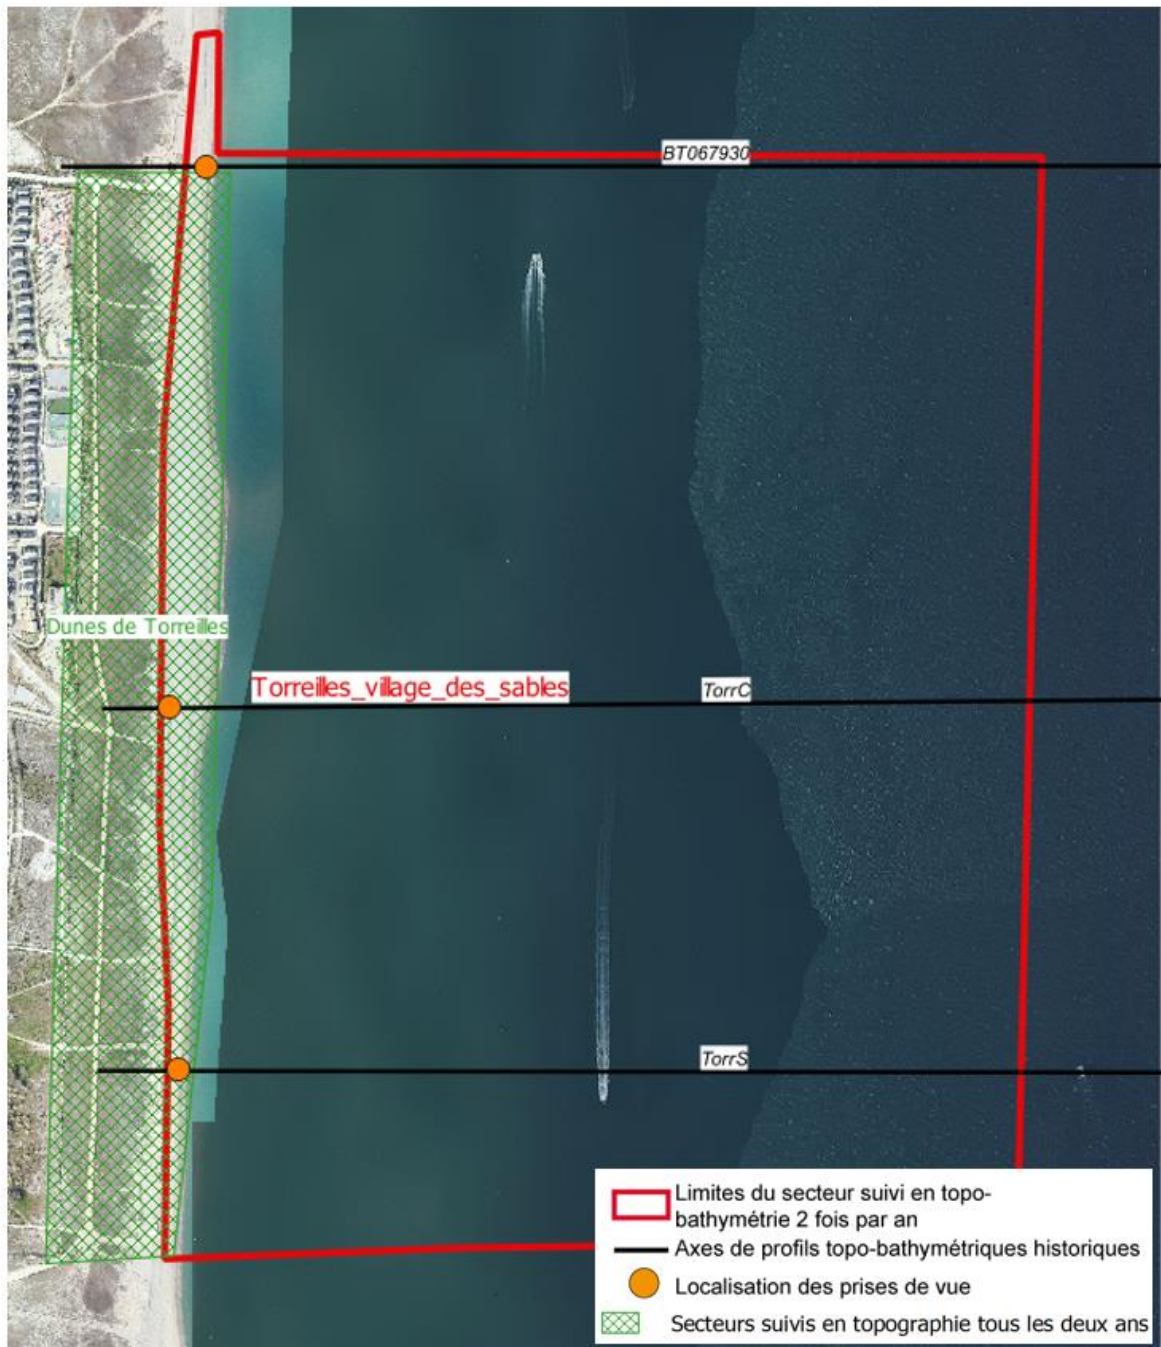 BT067930
Dunes de Torreilles
Torreilles_village_des_sables
TorrC
TorrS
Limites du secteur suivi en topo-
bathymétrie 2 fois par an
Axes de profils topo-bathymétriques historiques
Localisation des prises de vue
Secteurs suivis en topographie tous les deux ans